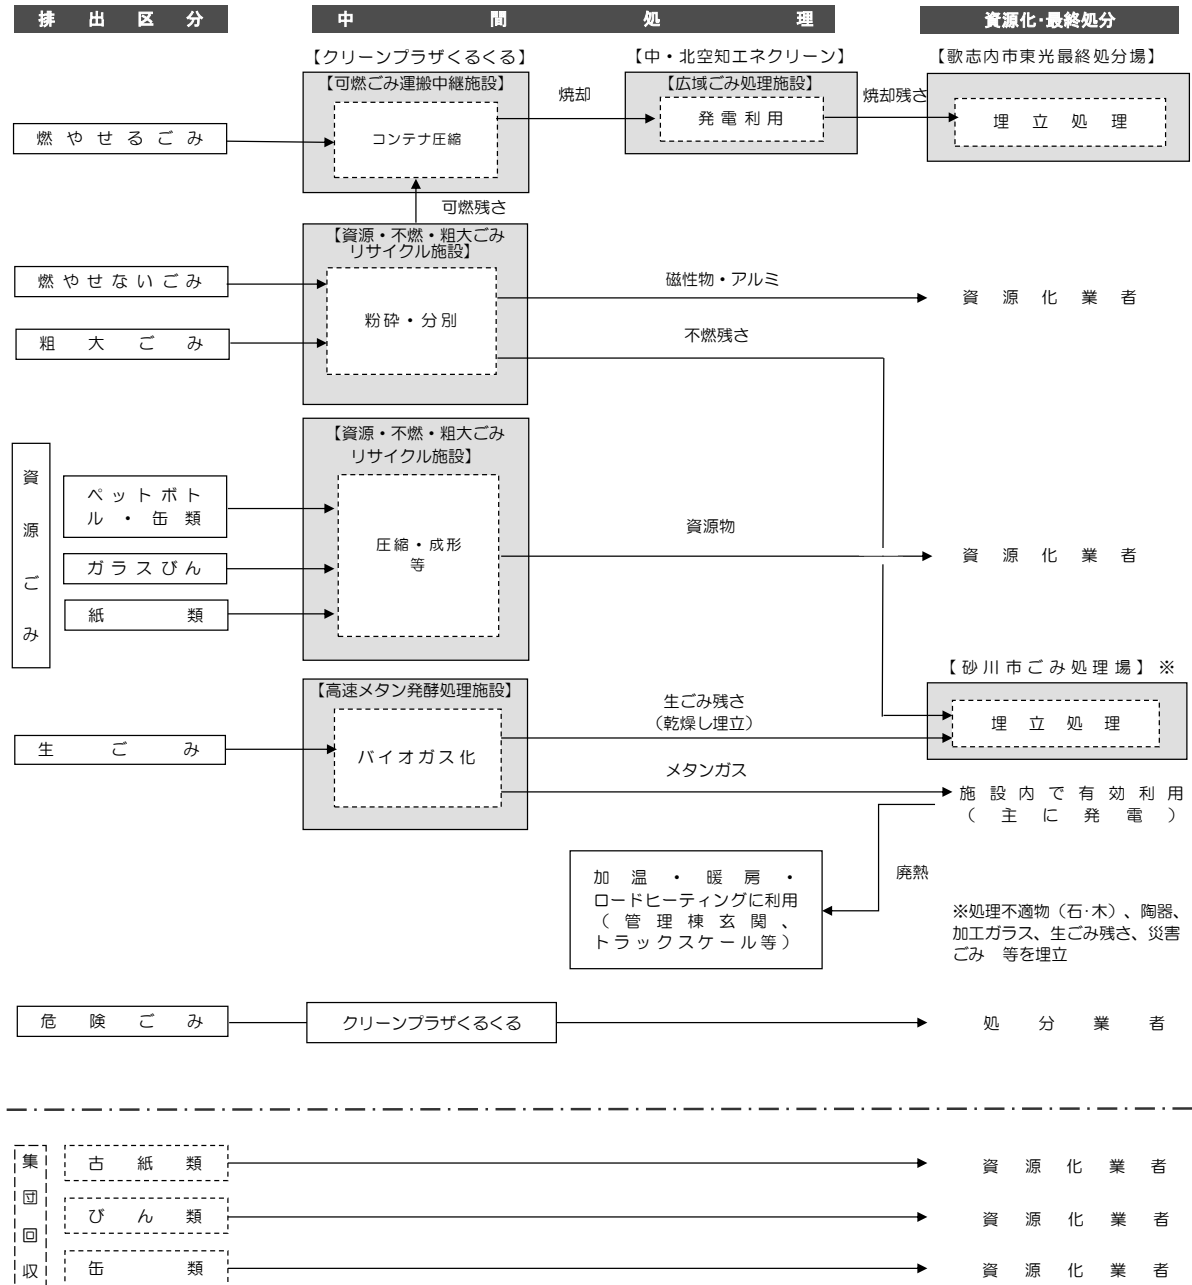 排出区分
中間処理
資源化・最終処分
【クリーンプラザくるくる】
【中・北空知エネクリーン】
【歌志内市東光最終処分場】
【可燃ごみ運搬中継施設】
焼却
【広域ごみ処理施設】
焼却残さ
燃やせるごみ
コンテナ圧縮
発電利用
埋立処理
可燃残さ
【資源・不燃・粗大ごみ
リサイクル施設】
燃やせないごみ
粗大ごみ
粉砕・分別
磁性物・アルミ
資源化業者
不燃残さ
【資源・不燃・粗大ごみ
リサイクル施設】
資源ごみ
ペットボト
ル・缶類
ガラスびん
紙類
圧縮・成形
等
資源物
資源化業者
【砂川市ごみ処理場】※
【高速メタン発酵処理施設】
生ごみ残さ
（乾燥し埋立）
埋立処理
生ごみ
バイオガス化
メタンガス
施設内で有効利用
（主に発電）
廃熱
加温・暖房・
ロードヒーティングに利用
（管理棟玄関、
トラックスケール等）
※処理不適物（石・木）、陶器、
加工ガラス、生ごみ残さ、災害
ごみ　等を埋立
危険ごみ
クリーンプラザくるくる
処分業者
集団回収
古紙類
資源化業者
びん類
資源化業者
缶類
資源化業者